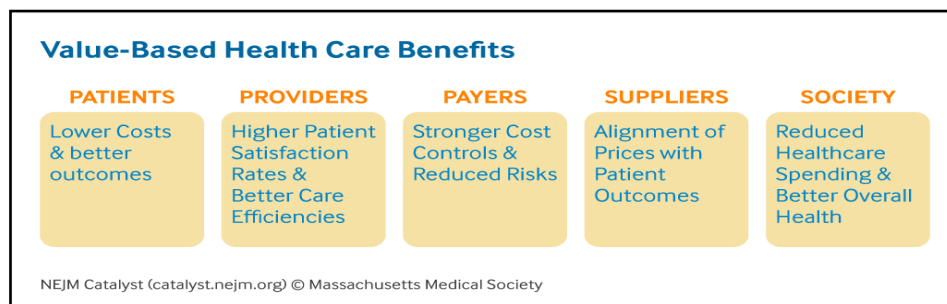 Value-Based Health Care Benefits
PATIENTS
Lower Costs
& better
outcomes
PROVIDERS
Higher Patient
Satisfaction
Rates &
Better Care
Efficiencies
PAYERS
Stronger Cost
Controls &
Reduced Risks
SUPPLIERS
Alignment of
Prices with
Patient
Outcomes
SOCIETY
Reduced
Healthcare
Spending &
Better Overall
Health
NEJM Catalyst (catalyst.nejm.org) © Massachusetts Medical Society